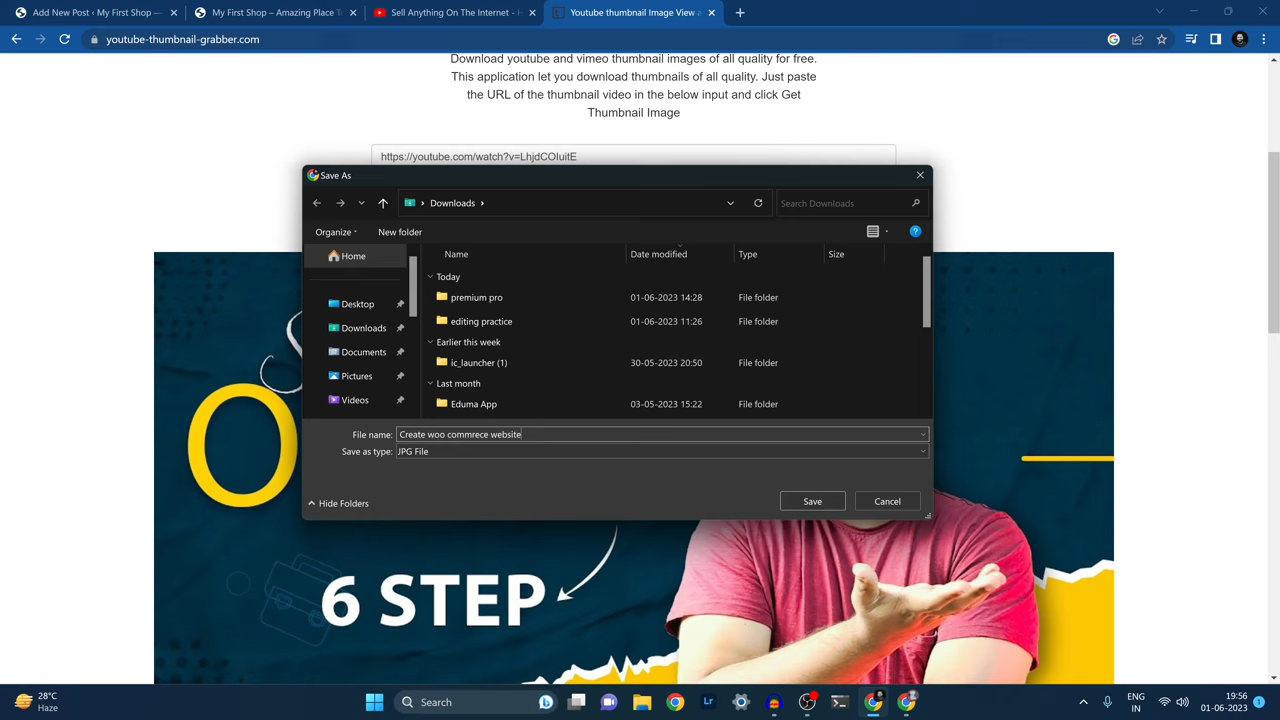 Add New Post ‹ My First Shop —
My First Shop – Amazing Place T
Sell Anything On The Internet - H
Youtube thumbnail Image View a
youtube-thumbnail-grabber.com
Download youtube and vimeo thumbnail images of all quality for free.
This application let you download thumbnails of all quality. Just paste
the URL of the thumbnail video in the below input and click Get
Thumbnail Image
https://youtube.com/watch?v=LhjdCOIuitE
Save As
Downloads
Search Downloads
Organize
New folder
Home
Desktop
Downloads
Documents
Pictures
Videos
Name Date modified Type Size
Today
premium pro 01-06-2023 14:28 File folder
editing practice 01-06-2023 11:26 File folder
Earlier this week
ic_launcher (1) 30-05-2023 20:50 File folder
Last month
Eduma App 03-05-2023 15:22 File folder
File name: Create woo commrece website
Save as type: JPG File
Hide Folders
Save
Cancel
O
6 STEP
28°C
Haze
Search
Lr
ENG
IN
19:56
01-06-2023
1